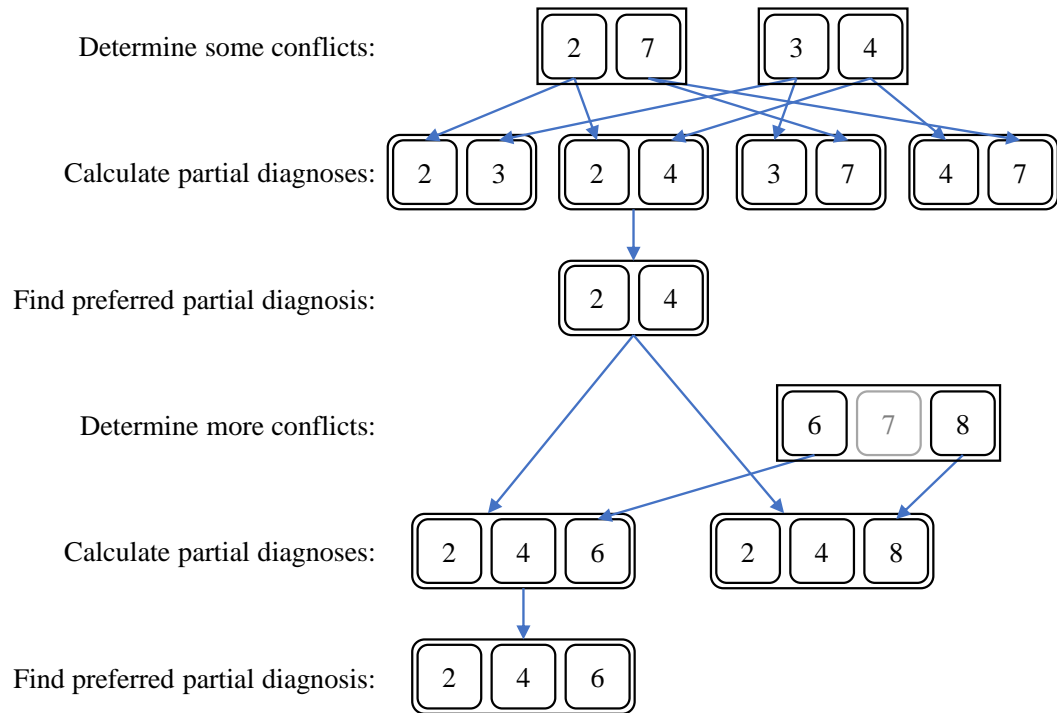 Determine some conflicts: 2 7 3 4
Calculate partial diagnoses: 2 3 2 4 3 7 4 7
Find preferred partial diagnosis: 2 4
Determine more conflicts: 6 7 8
Calculate partial diagnoses: 2 4 6 2 4 8
Find preferred partial diagnosis: 2 4 6